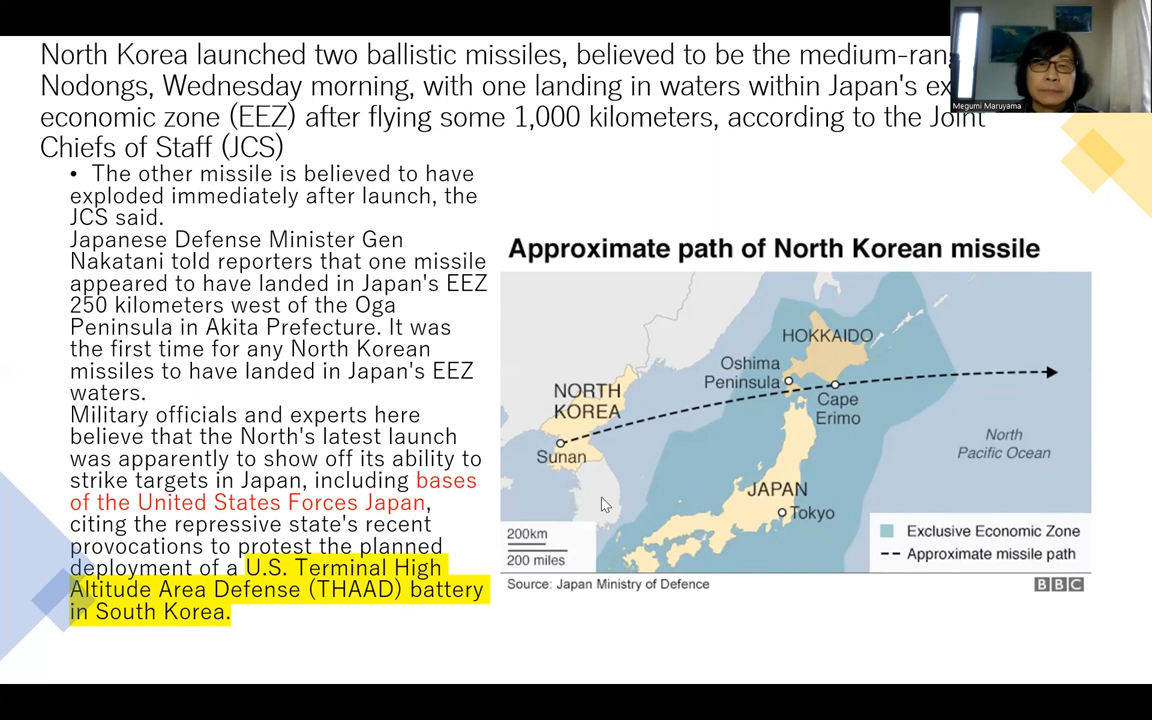 North Korea launched two ballistic missiles, believed to be the medium-ran
Nodongs, Wednesday morning, with one landing in waters within Japan's ex
economic zone (EEZ) after flying some 1,000 kilometers, according to the Joint
Chiefs of Staff (JCS)
Megumi Maruyama
• The other missile is believed to have
exploded immediately after launch, the
JCS said.
Japanese Defense Minister Gen
Nakatani told reporters that one missile
appeared to have landed in Japan's EEZ
250 kilometers west of the Oga
Peninsula in Akita Prefecture. It was
the first time for any North Korean
missiles to have landed in Japan's EEZ
waters.
Military officials and experts here
believe that the North's latest launch
was apparently to show off its ability to
strike targets in Japan, including bases
of the United States Forces Japan,
citing the repressive state's recent
provocations to protest the planned
deployment of a U.S. Terminal High
Altitude Area Defense (THAAD) battery
in South Korea.
Approximate path of North Korean missile
HOKKAIDO
Oshima
Peninsula
NORTH
KOREA
Cape
Erimo
Sunan
North
Pacific Ocean
JAPAN
Tokyo
200km
200 miles
Exclusive Economic Zone
Approximate missile path
Source: Japan Ministry of Defence
BBC